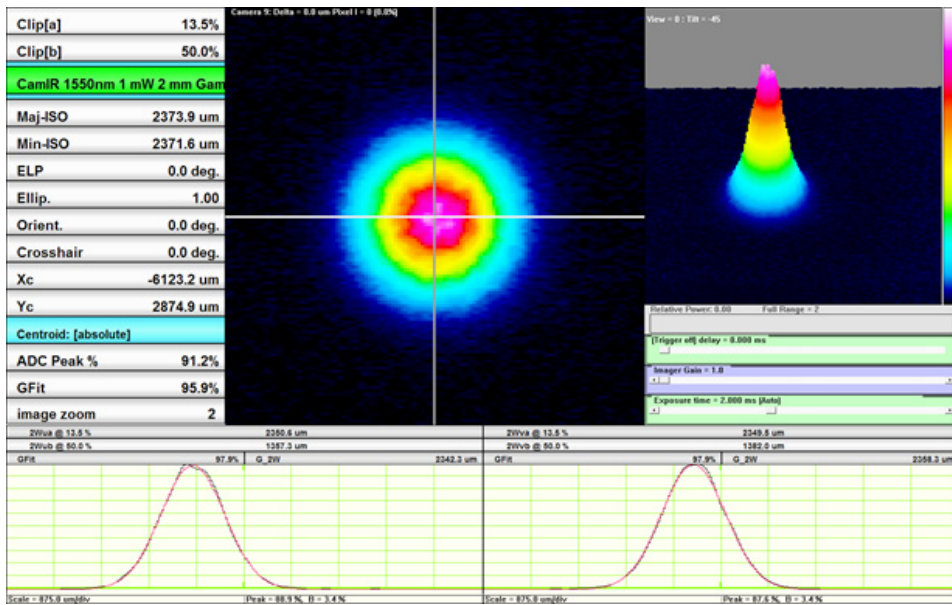 Clip[a] 13.5%
Clip[b] 50.0%
CamIR 1550nm 1 mW 2 mm Gam
Maj-ISO 2373.9 um
Min-ISO 2371.6 um
ELP 0.0 deg.
Ellip. 1.00
Orient. 0.0 deg.
Crosshair 0.0 deg.
Xc -6123.2 um
Yc 2874.9 um
Centroid: [absolute]
ADC Peak % 91.2%
GFit 95.9%
image zoom 2
Camera 9: Delta = 0.0 um Pixel I = 0 [0.0%]
View = 0 : Tilt = -45
Relative Power: 0.00 Full Range = 2
[Trigger off] delay = 0.000 ms
Imager Gain = 1.0
Exposure time = 2.000 ms [Auto]
2Wua @ 13.5 % 2350.6 um
2Wub @ 50.0 % 1357.3 um
GFit 97.9% G_2W 2342.3 um
Scale = 875.0 um/div Peak = 88.9 %, B = 3.4 %
2Wva @ 13.5 % 2349.5 um
2Wvb @ 50.0 % 1382.0 um
GFit 97.9% G_2W 2358.3 um
Scale = 875.0 um/div Peak = 87.6 %, B = 3.4 %